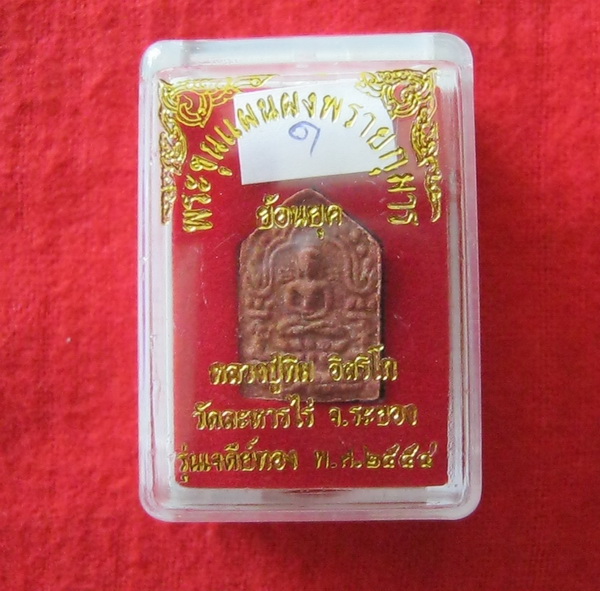 พระขุนแผนผงพรายกุมาร
๑
ย้อนยุค
หลวงปู่ทิม อิสริโก
วัดละหารไร่ จ.ระยอง
รุ่นเจดีย์ทอง พ.ศ.๒๕๕๔